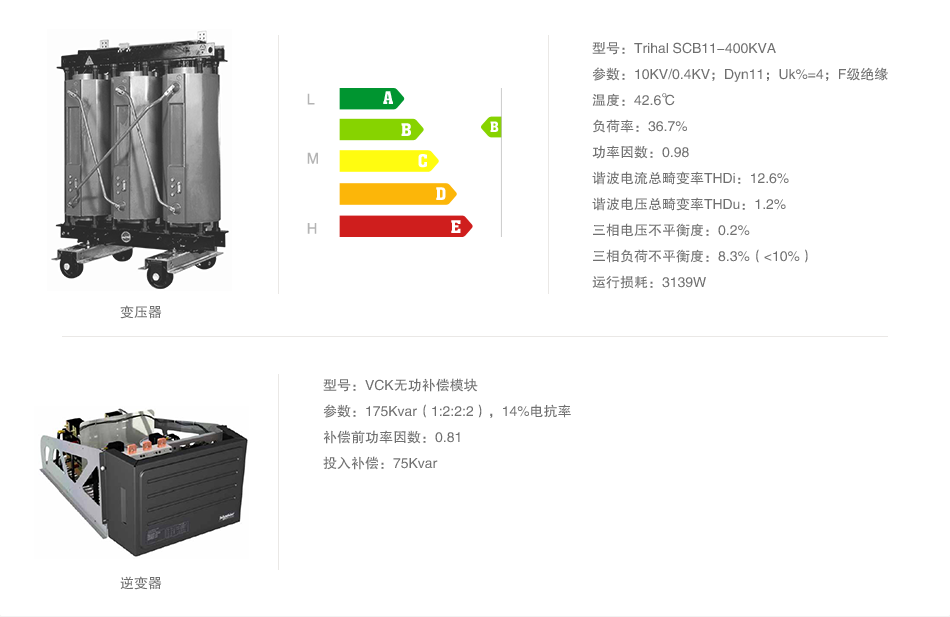 型号：Trihal SCB11-400KVA
参数：10KV/0.4KV；Dyn11；Uk%=4；F级绝缘
温度：42.6℃
负荷率：36.7%
功率因数：0.98
谐波电流总畸变率THDi：12.6%
谐波电压总畸变率THDu：1.2%
三相电压不平衡度：0.2%
三相负荷不平衡度：8.3%（<10%）
运行损耗：3139W
L
A
B
B
M
C
D
H
E
变压器
型号：VCK无功补偿模块
参数：175Kvar（1:2:2:2），14%电抗率
补偿前功率因数：0.81
投入补偿：75Kvar
逆变器